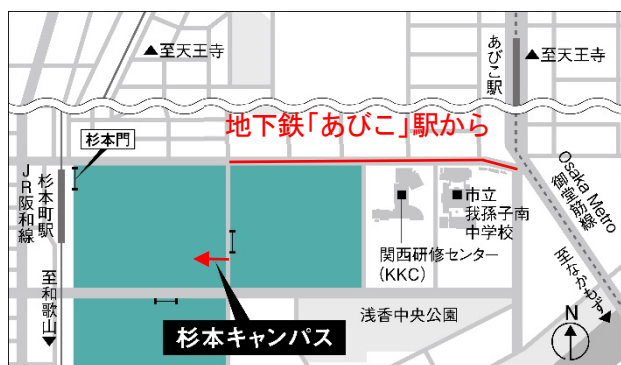 ▲至天王寺
あびこ駅
▲至天王寺
地下鉄「あびこ」駅から
杉本門
JR阪和線
杉本町駅
至和歌山▼
■市立
我孫子南
中学校
■
関西研修センター
(KKC)
Osaka Metro
御堂筋線
至なかもず▼
浅香中央公園
杉本キャンパス
N